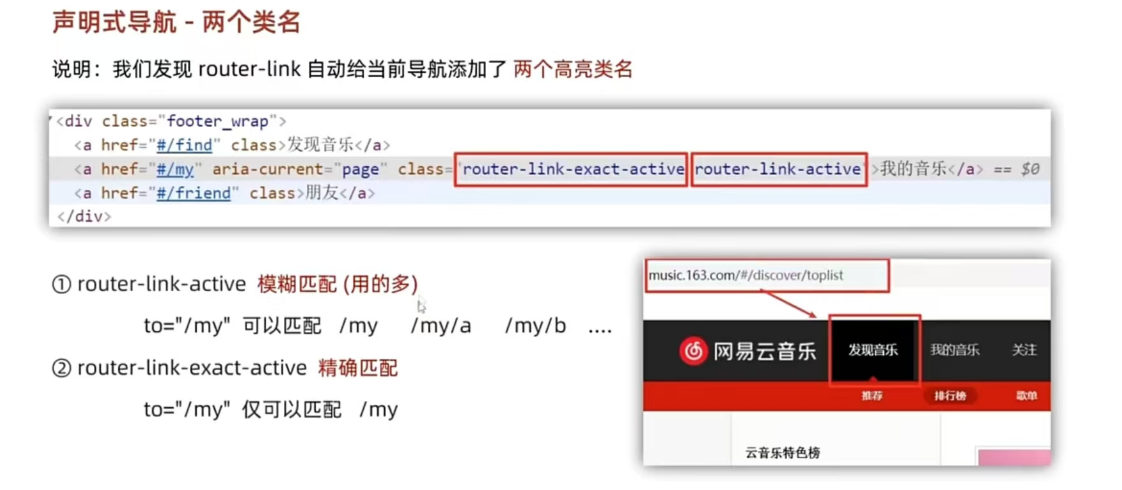 声明式导航 - 两个类名
说明：我们发现 router-link 自动给当前导航添加了 两个高亮类名
<div class="footer_wrap">
<a href="#/find" class>发现音乐</a>
<a href="#/my" aria-current="page" class="router-link-exact-active router-link-active">我的音乐</a> == $0
<a href="#/friend" class>朋友</a>
</div>
① router-link-active 模糊匹配 (用的多)
to="/my" 可以匹配 /my /my/a /my/b ....
② router-link-exact-active 精确匹配
to="/my" 仅可以匹配 /my
music.163.com/#/discover/toplist
网易云音乐 发现音乐 我的音乐 关注
推荐 排行榜 歌单
云音乐特色榜